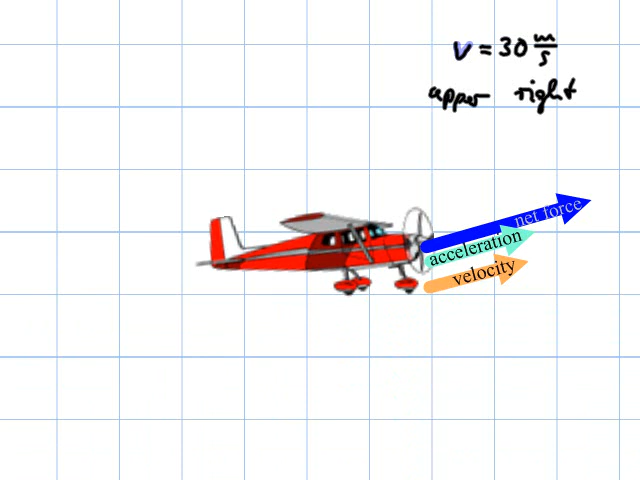 v = 30 m/s
upper right
net force
acceleration
velocity